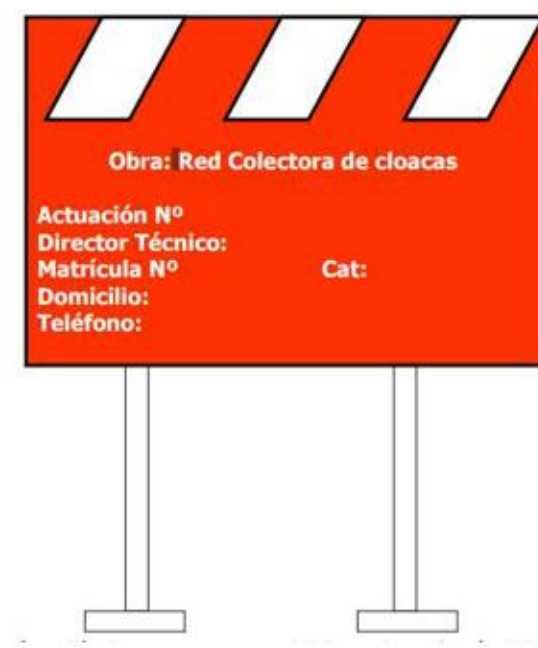 Obra: Red Colectora de cloacas
Actuación Nº
Director Técnico:
Matrícula Nº Cat:
Domicilio:
Teléfono: